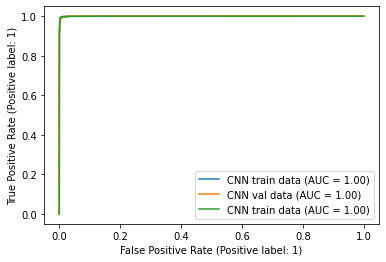 1.0
0.8
0.6
0.4
0.2
0.0
True Positive Rate (Positive label: 1)
CNN train data (AUC = 1.00)
CNN val data (AUC = 1.00)
CNN train data (AUC = 1.00)
0.0 0.2 0.4 0.6 0.8 1.0
False Positive Rate (Positive label: 1)